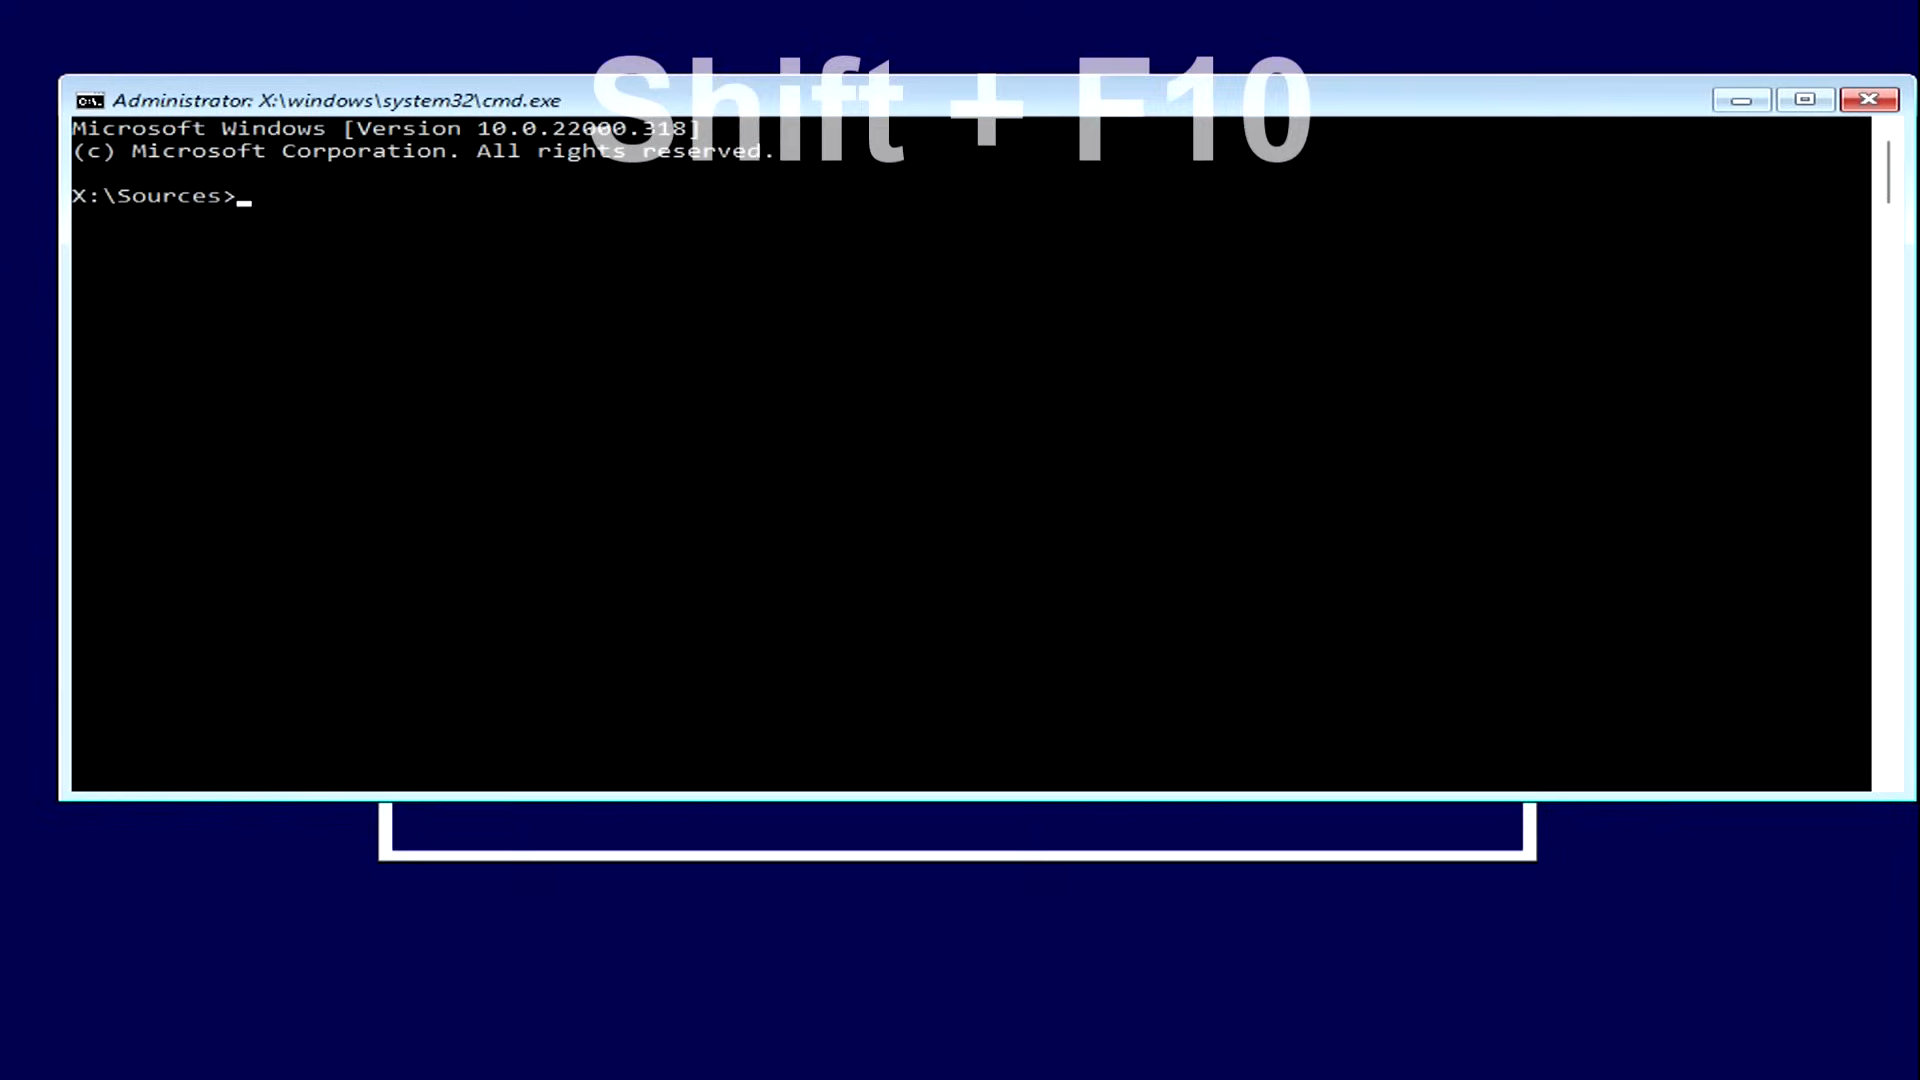 Shift + F10
Administrator: X:\windows\system32\cmd.exe
Microsoft Windows [Version 10.0.22000.318]
(c) Microsoft Corporation. All rights reserved.
X:\Sources>